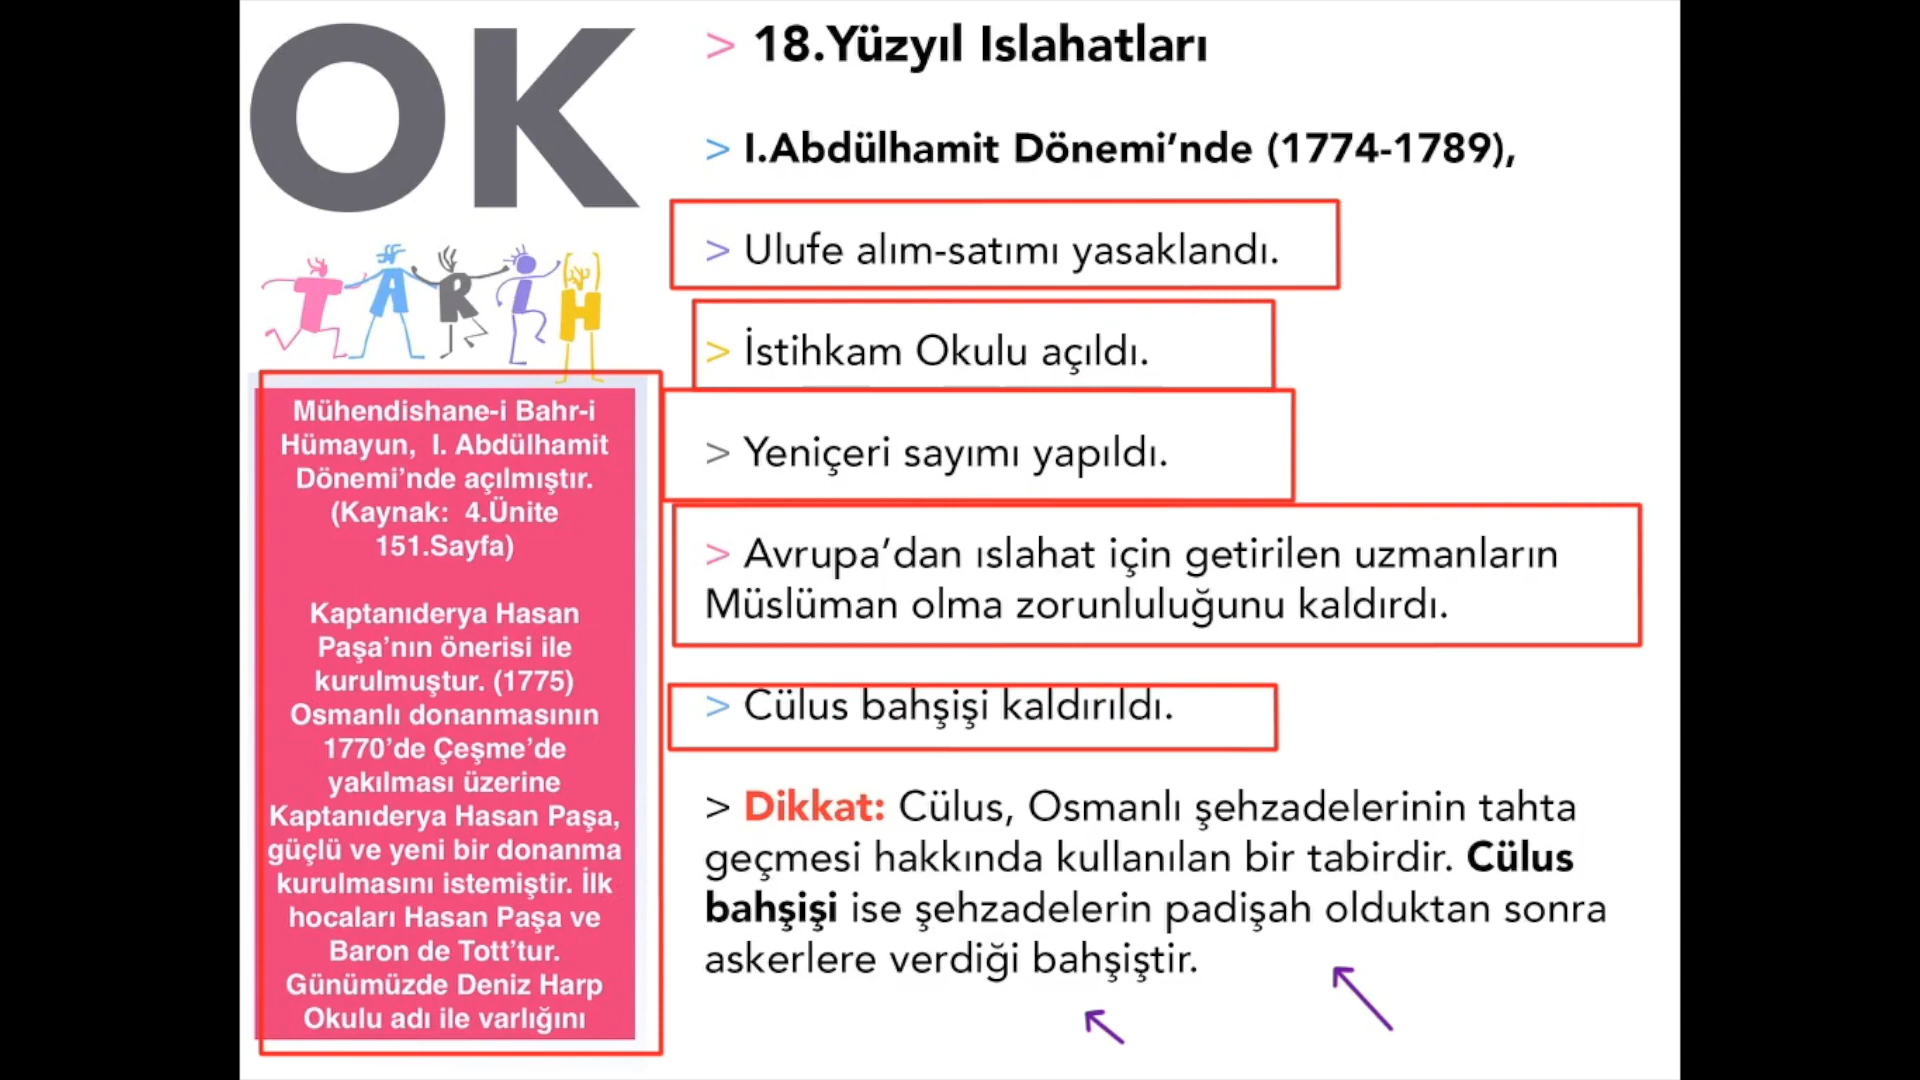 OK
TARİH
Mühendishane-i Bahr-i
Hümayun, I. Abdülhamit
Dönemi'nde açılmıştır.
(Kaynak: 4.Ünite
151.Sayfa)
Kaptanıderya Hasan
Paşa'nın önerisi ile
kurulmuştur. (1775)
Osmanlı donanmasının
1770'de Çeşme'de
yakılması üzerine
Kaptanıderya Hasan Paşa,
güçlü ve yeni bir donanma
kurulmasını istemiştir. İlk
hocaları Hasan Paşa ve
Baron de Tott'tur.
Günümüzde Deniz Harp
Okulu adı ile varlığını
> 18.Yüzyıl Islahatları
> I.Abdülhamit Dönemi'nde (1774-1789),
> Ulufe alım-satımı yasaklandı.
> İstihkam Okulu açıldı.
> Yeniçeri sayımı yapıldı.
> Avrupa'dan ıslahat için getirilen uzmanların
Müslüman olma zorunluluğunu kaldırdı.
> Cülus bahşişi kaldırıldı.
> Dikkat: Cülus, Osmanlı şehzadelerinin tahta
geçmesi hakkında kullanılan bir tabirdir. Cülus
bahşişi ise şehzadelerin padişah olduktan sonra
askerlere verdiği bahşiştir.